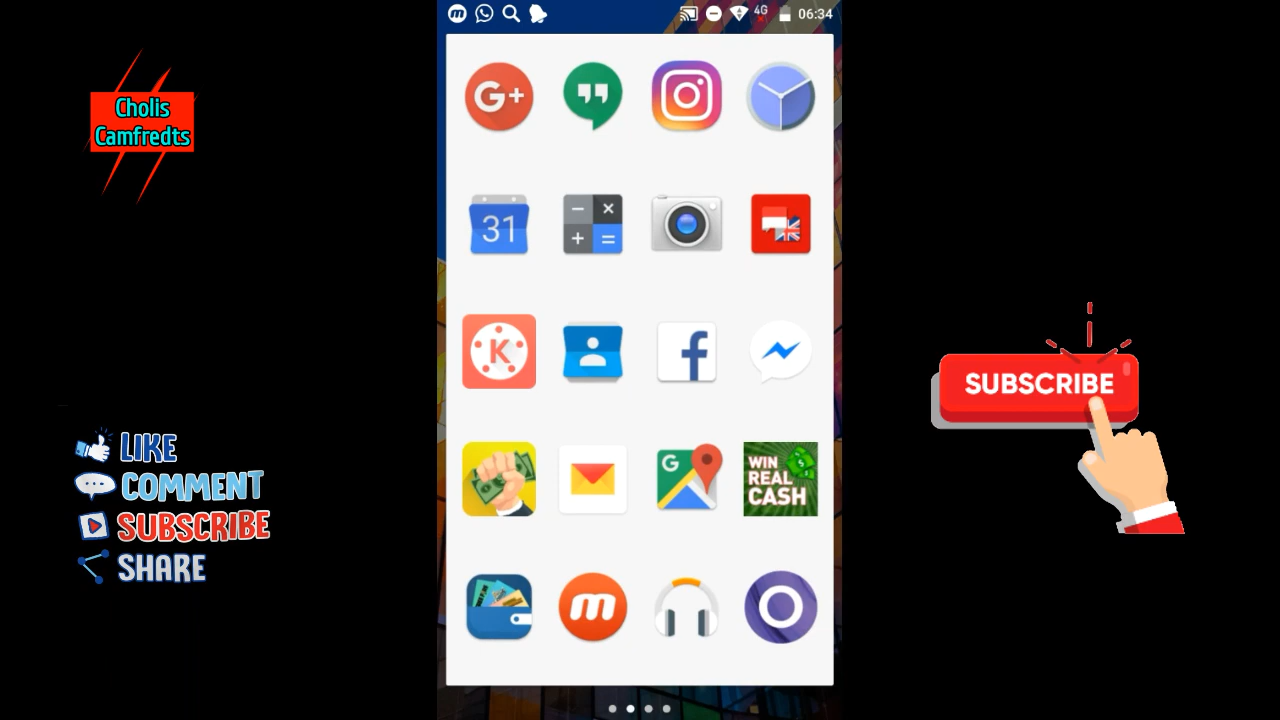 Cholis
Camfredts
4G
06:34
G+
31
K
f
G
WIN
REAL
CASH
m
LIKE
COMMENT
SUBSCRIBE
SHARE
SUBSCRIBE